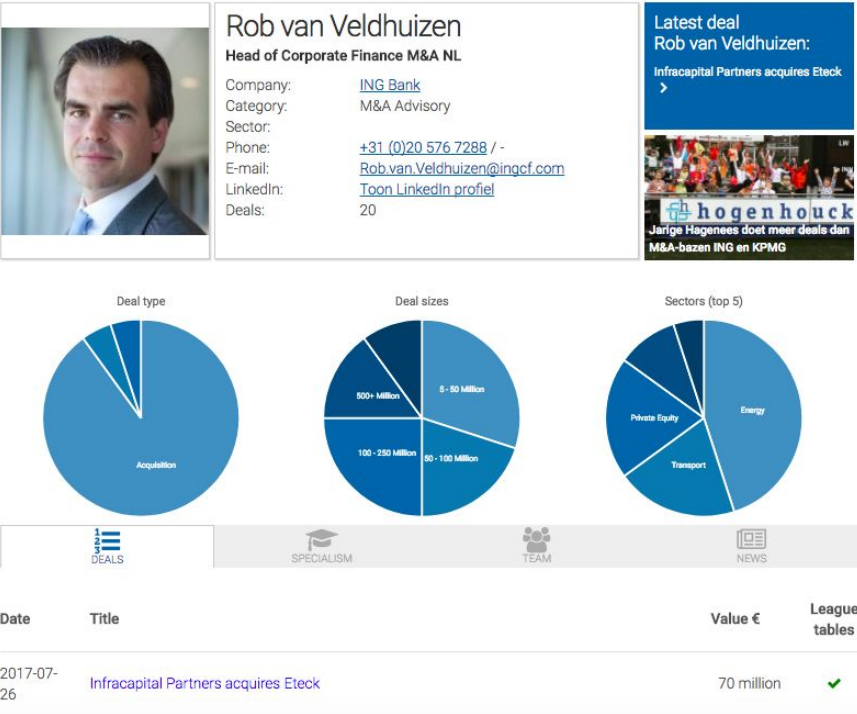 Rob van Veldhuizen
Head of Corporate Finance M&A NL
Company: ING Bank
Category: M&A Advisory
Sector:
Phone: +31 (0)20 576 7288 / -
E-mail: Rob.van.Veldhuizen@ingcf.com
LinkedIn: Toon LinkedIn profiel
Deals: 20
Latest deal
Rob van Veldhuizen:
Infracapital Partners acquires Eteck
LW
hogenhouck
Jarige Hagenees doet meer deals dan
M&A-bazen ING en KPMG
Deal type
Acquisition
Deal sizes
500+ Million
5 - 50 Million
100 - 250 Million
50 - 100 Million
Sectors (top 5)
Private Equity
Energy
Transport
1
2
3
DEALS
SPECIALISM
TEAM
NEWS
Date Title Value € League
tables
2017-07-
26
Infracapital Partners acquires Eteck 70 million